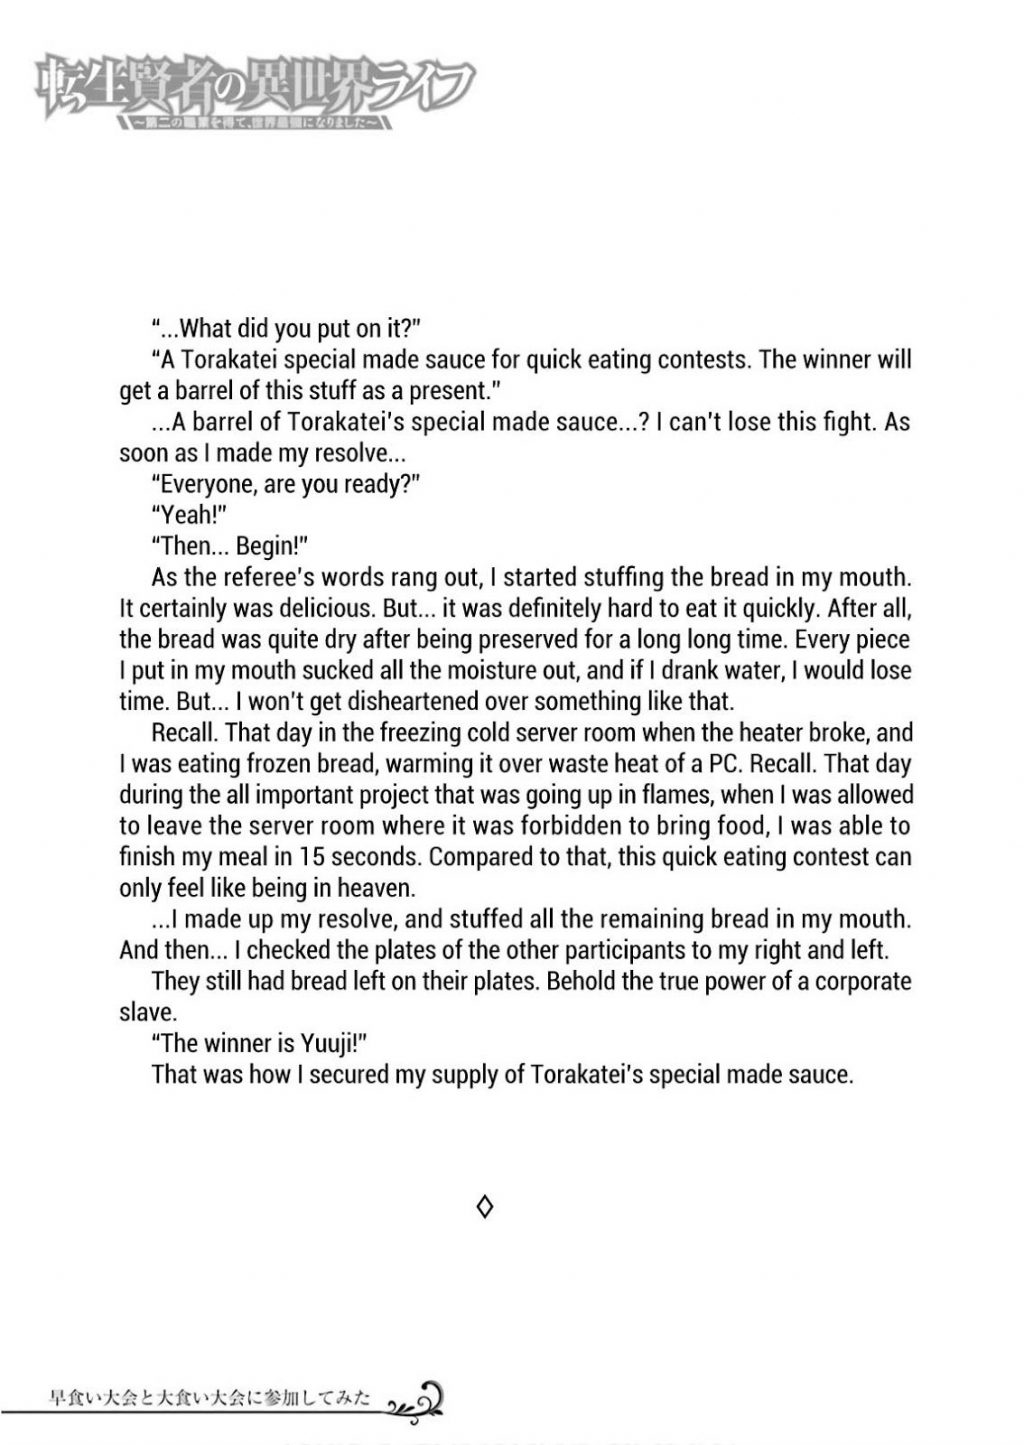 転生賢者の異世界ライフ
～第二の職業を得て、世界最強になりました～
“...What did you put on it?”
“A Torakatei special made sauce for quick eating contests. The winner will
get a barrel of this stuff as a present.”
...A barrel of Torakatei’s special made sauce...? I can’t lose this fight. As
soon as I made my resolve...
“Everyone, are you ready?”
“Yeah!”
“Then... Begin!”
As the referee’s words rang out, I started stuffing the bread in my mouth.
It certainly was delicious. But... it was definitely hard to eat it quickly. After all,
the bread was quite dry after being preserved for a long long time. Every piece
I put in my mouth sucked all the moisture out, and if I drank water, I would lose
time. But... I won’t get disheartened over something like that.
Recall. That day in the freezing cold server room when the heater broke, and
I was eating frozen bread, warming it over waste heat of a PC. Recall. That day
during the all important project that was going up in flames, when I was allowed
to leave the server room where it was forbidden to bring food, I was able to
finish my meal in 15 seconds. Compared to that, this quick eating contest can
only feel like being in heaven.
...I made up my resolve, and stuffed all the remaining bread in my mouth.
And then... I checked the plates of the other participants to my right and left.
They still had bread left on their plates. Behold the true power of a corporate
slave.
“The winner is Yuuji!”
That was how I secured my supply of Torakatei’s special made sauce.
◊
早食い大会と大食い大会に参加してみた